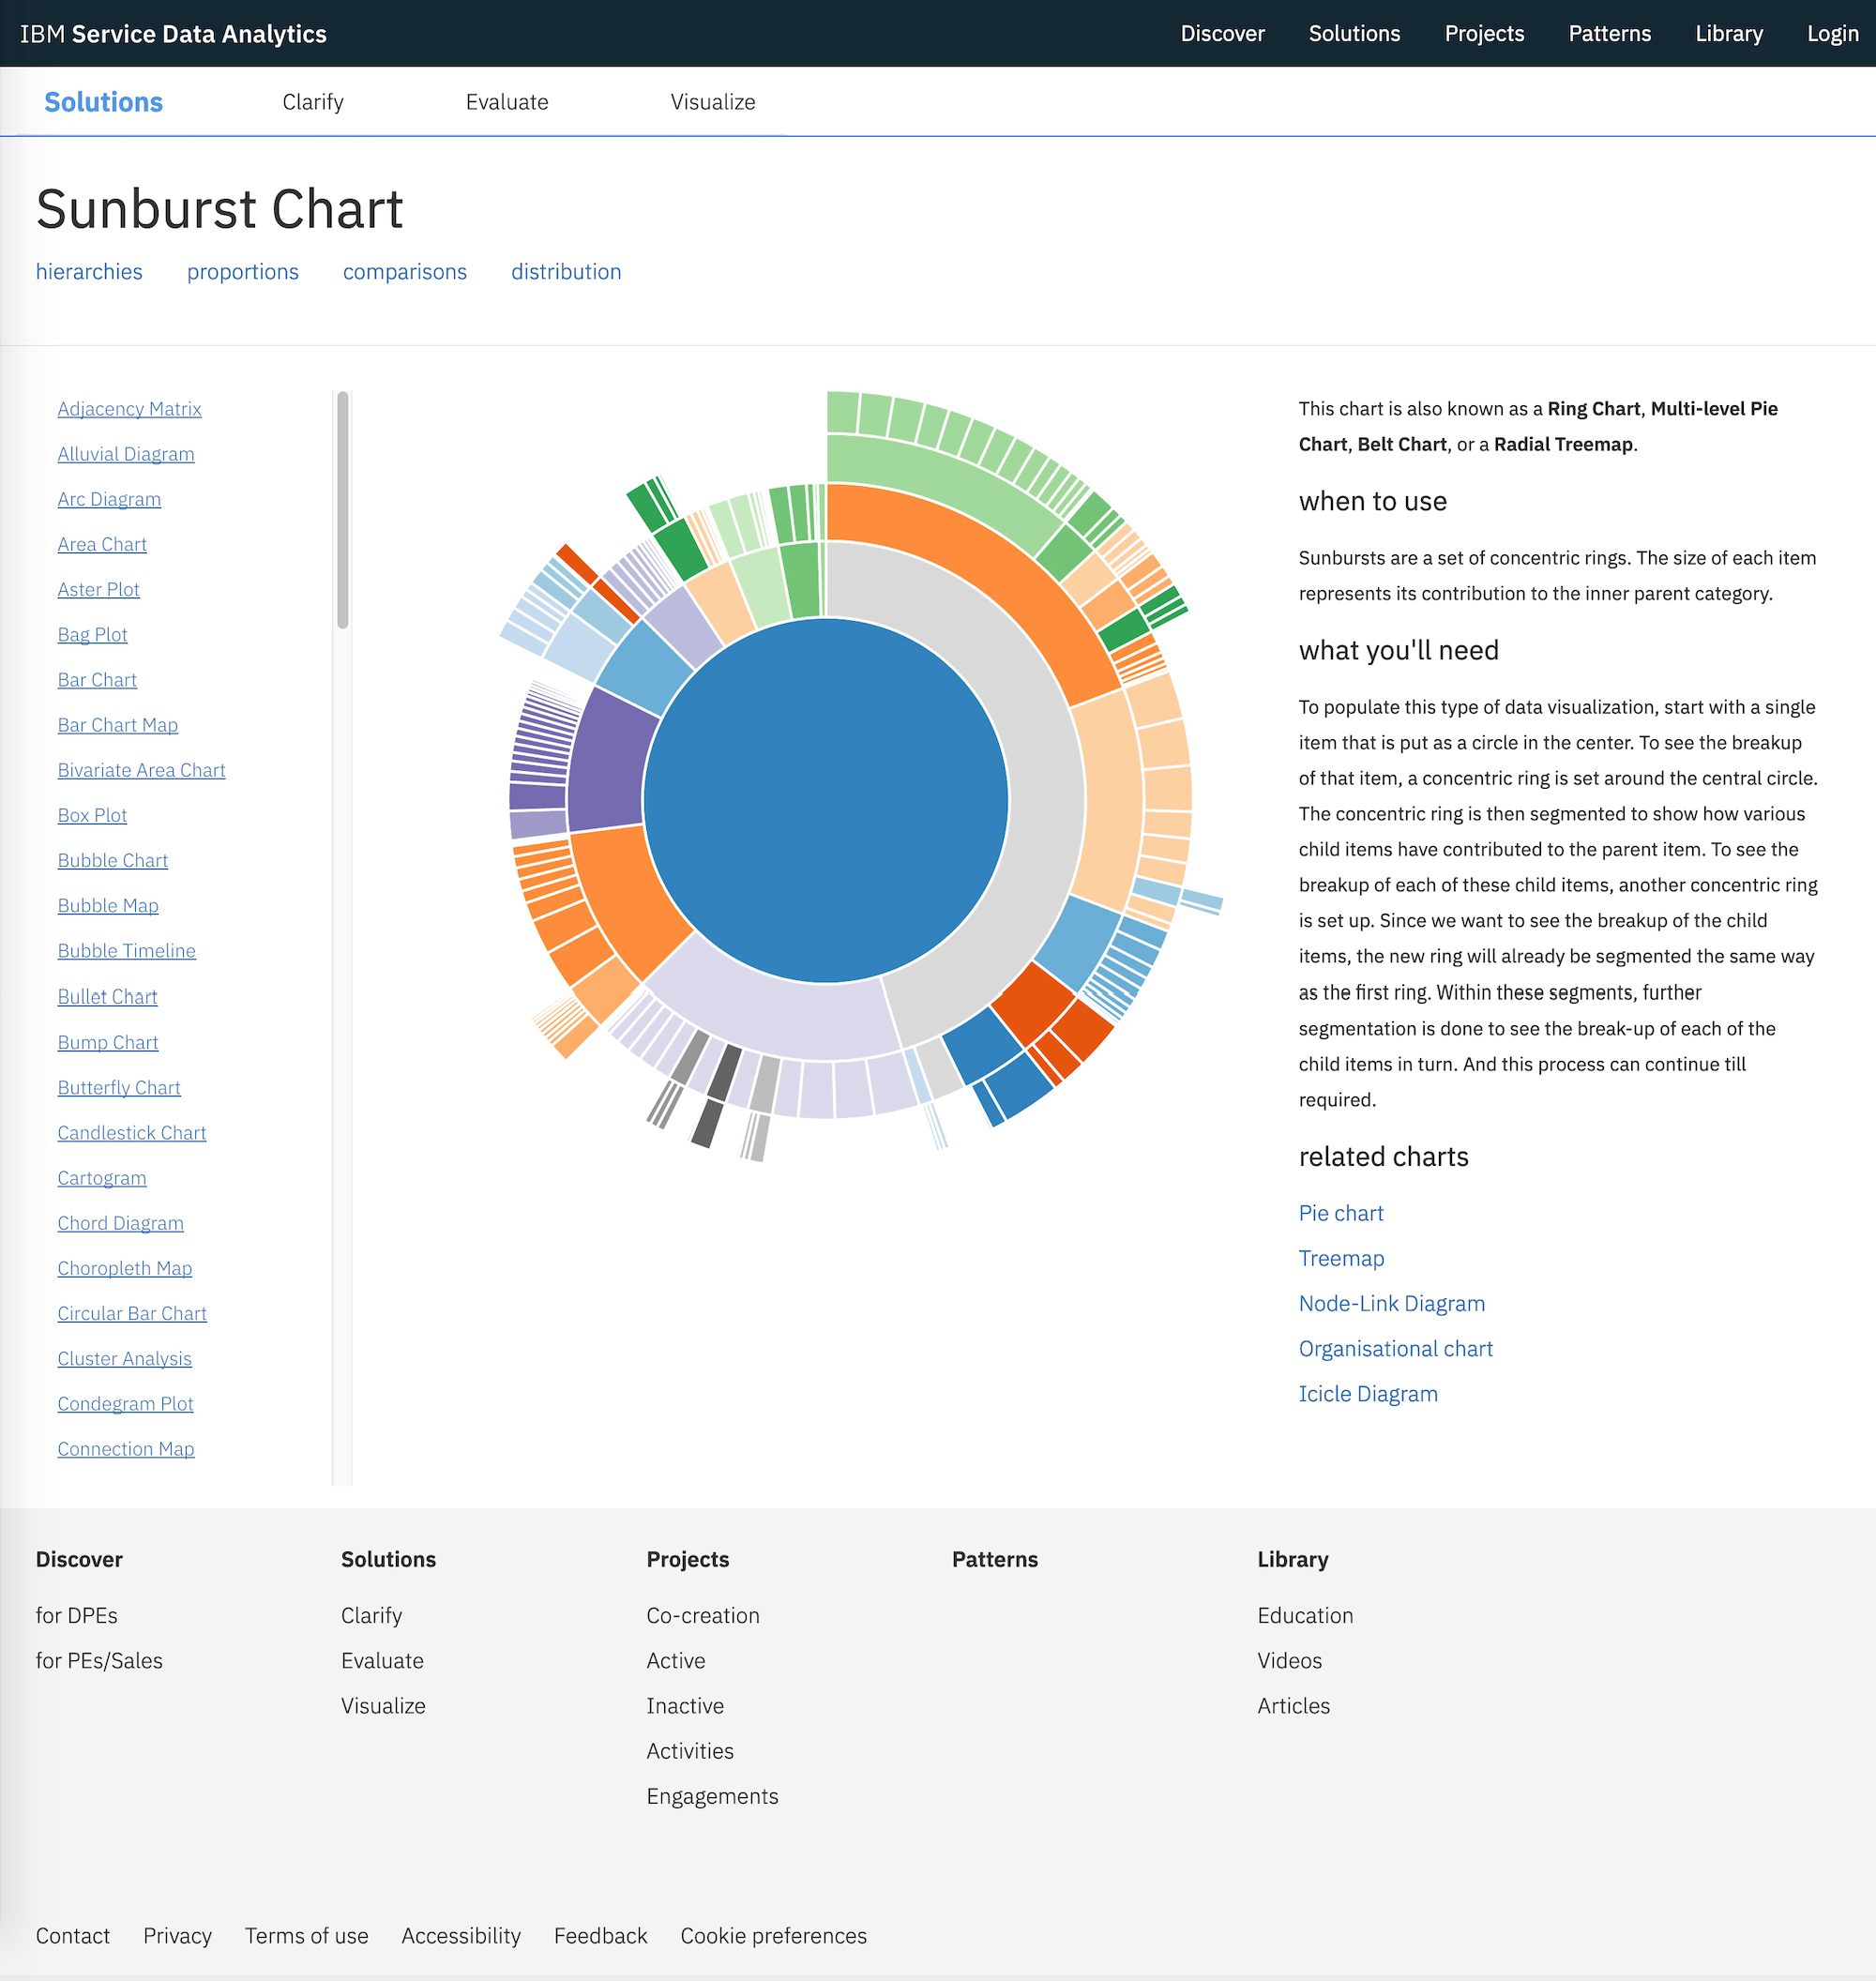 IBM Service Data Analytics
Discover Solutions Projects Patterns Library Login
Solutions Clarify Evaluate Visualize
Sunburst Chart
hierarchies proportions comparisons distribution
Adjacency Matrix
Alluvial Diagram
Arc Diagram
Area Chart
Aster Plot
Bag Plot
Bar Chart
Bar Chart Map
Bivariate Area Chart
Box Plot
Bubble Chart
Bubble Map
Bubble Timeline
Bullet Chart
Bump Chart
Butterfly Chart
Candlestick Chart
Cartogram
Chord Diagram
Choropleth Map
Circular Bar Chart
Cluster Analysis
Condegram Plot
Connection Map
This chart is also known as a Ring Chart, Multi-level Pie
Chart, Belt Chart, or a Radial Treemap.
when to use
Sunbursts are a set of concentric rings. The size of each item
represents its contribution to the inner parent category.
what you'll need
To populate this type of data visualization, start with a single
item that is put as a circle in the center. To see the breakup
of that item, a concentric ring is set around the central circle.
The concentric ring is then segmented to show how various
child items have contributed to the parent item. To see the
breakup of each of these child items, another concentric ring
is set up. Since we want to see the breakup of the child
items, the new ring will already be segmented the same way
as the first ring. Within these segments, further
segmentation is done to see the break-up of each of the
child items in turn. And this process can continue till
required.
related charts
Pie chart
Treemap
Node-Link Diagram
Organisational chart
Icicle Diagram
Discover
for DPEs
for PEs/Sales
Solutions
Clarify
Evaluate
Visualize
Projects
Co-creation
Active
Inactive
Activities
Engagements
Patterns
Library
Education
Videos
Articles
Contact Privacy Terms of use Accessibility Feedback Cookie preferences